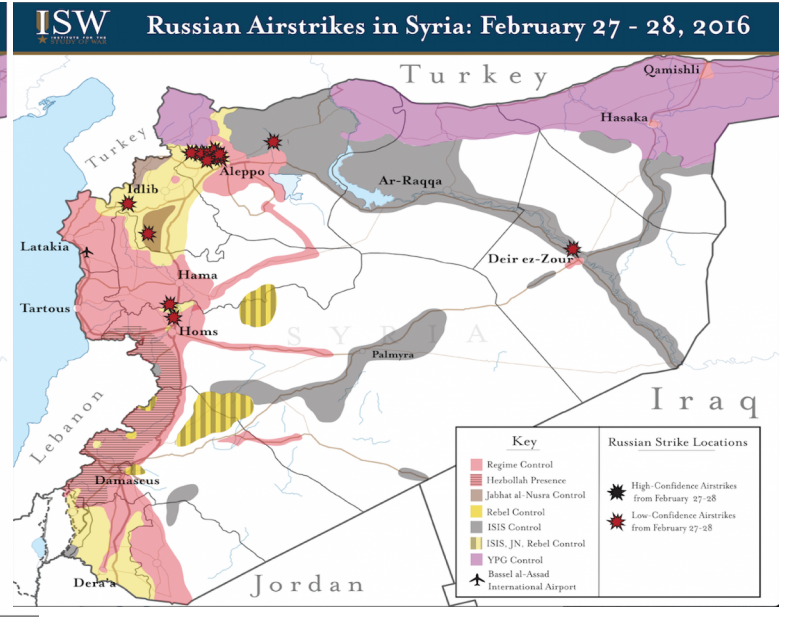 ISW
INSTITUTE FOR THE
STUDY OF WAR
Russian Airstrikes in Syria: February 27 - 28, 2016
Turkey
Qamishli
Hasaka
Turkey
Aleppo
Idlib
Ar-Raqqa
Latakia
Deir ez-Zour
Hama
Tartous
Homs
SYRIA
Palmyra
Lebanon
Iraq
Damascus
Dera'a
Jordan
Key
Regime Control
Hezbollah Presence
Jabhat al-Nusra Control
Rebel Control
ISIS Control
ISIS, JN, Rebel Control
YPG Control
Bassel al-Assad
International Airport
Russian Strike Locations
High-Confidence Airstrikes
from February 27-28
Low-Confidence Airstrikes
from February 27-28